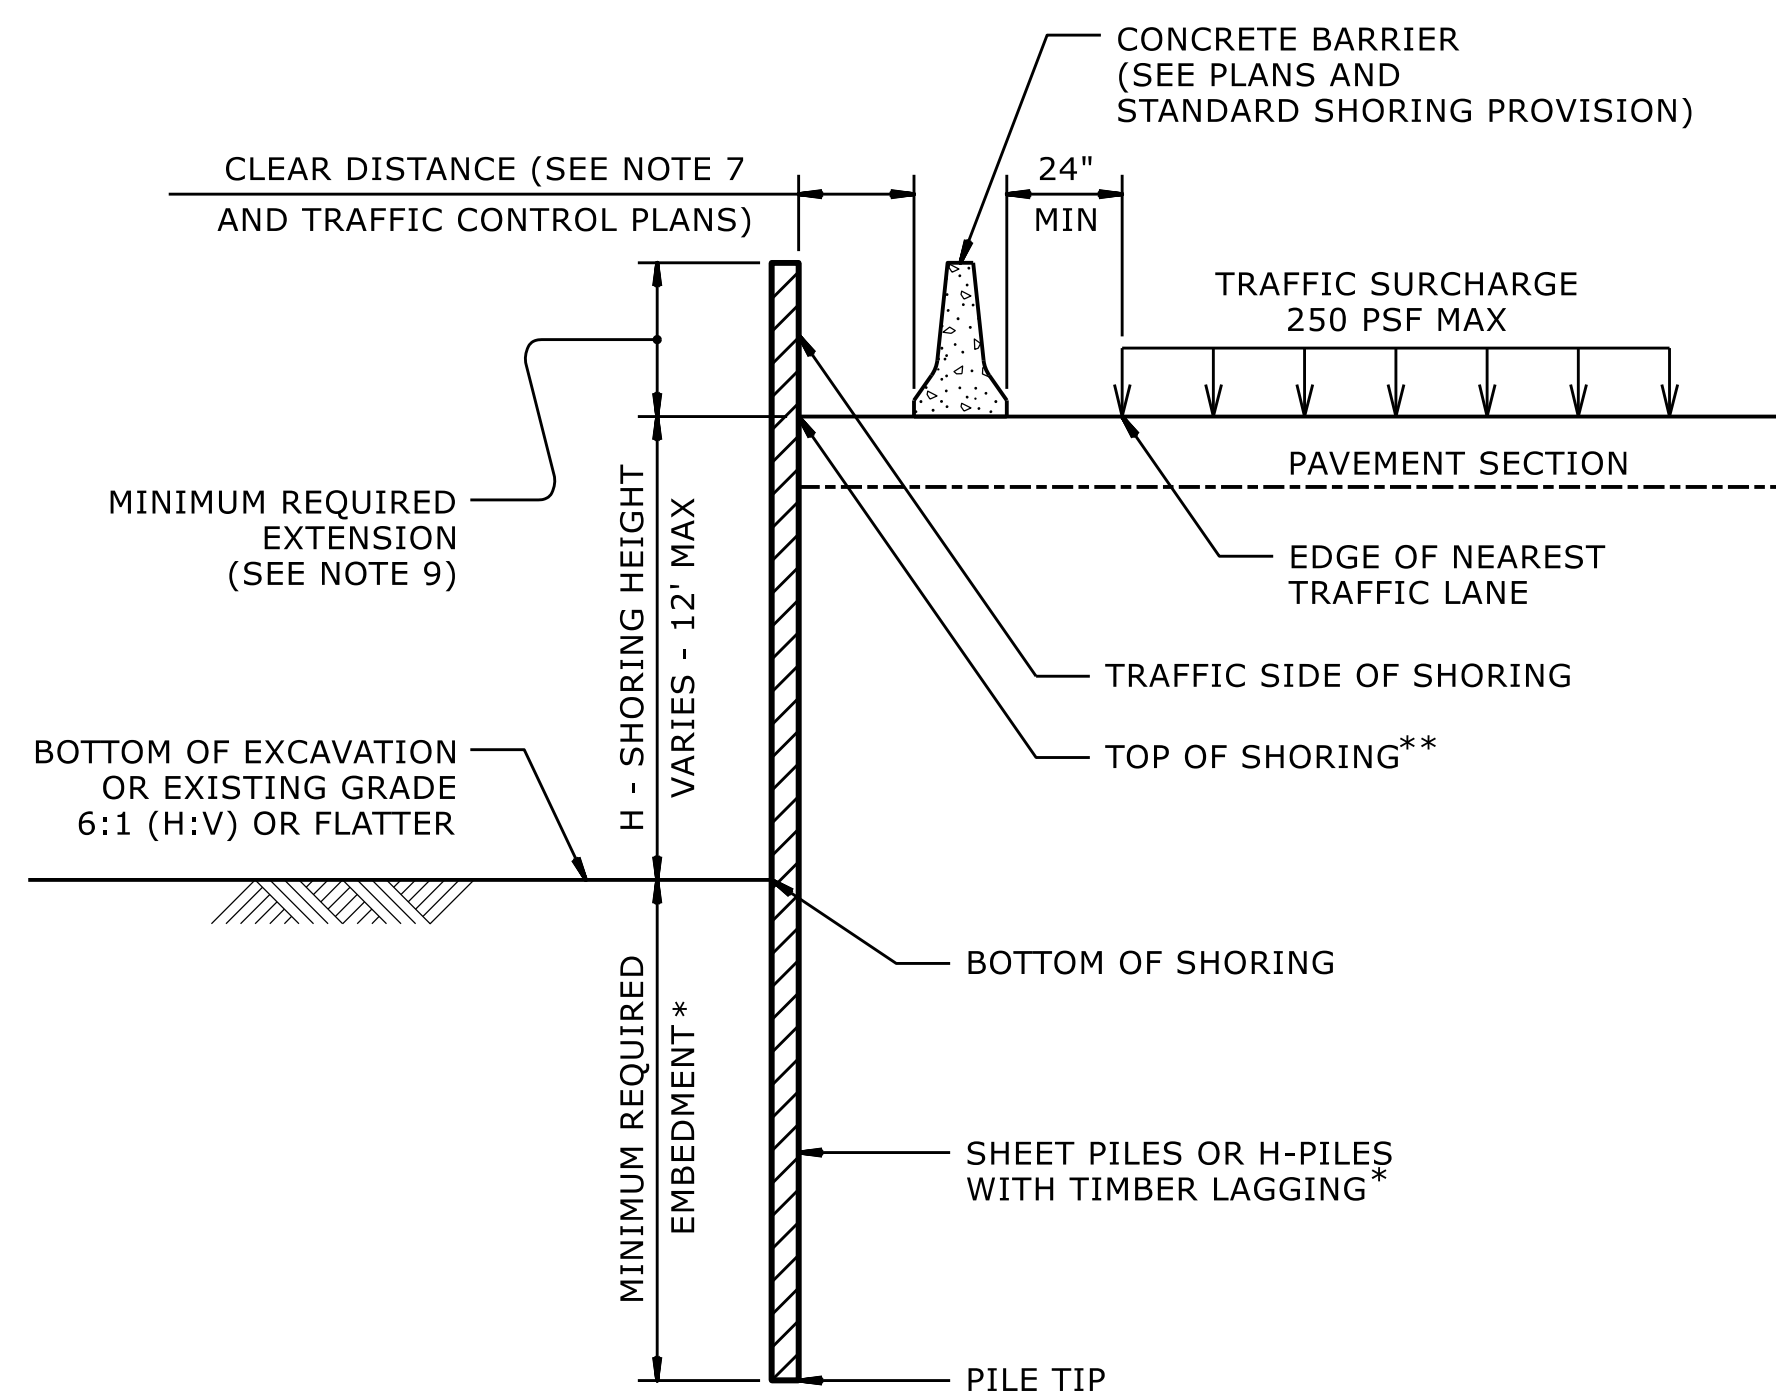 CONCRETE BARRIER
(SEE PLANS AND
STANDARD SHORING PROVISION)
CLEAR DISTANCE (SEE NOTE 7
AND TRAFFIC CONTROL PLANS)
24"
MIN
TRAFFIC SURCHARGE
250 PSF MAX
PAVEMENT SECTION
MINIMUM REQUIRED
EXTENSION
(SEE NOTE 9)
H - SHORING HEIGHT
VARIES - 12' MAX
EDGE OF NEAREST
TRAFFIC LANE
TRAFFIC SIDE OF SHORING
TOP OF SHORING**
BOTTOM OF EXCAVATION
OR EXISTING GRADE
6:1 (H:V) OR FLATTER
BOTTOM OF SHORING
MINIMUM REQUIRED
EMBEDMENT*
SHEET PILES OR H-PILES
WITH TIMBER LAGGING*
PILE TIP